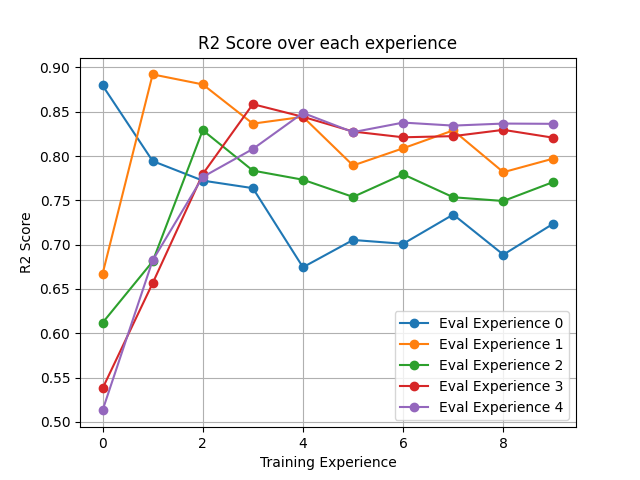 R2 Score over each experience
0.90
0.85
0.80
0.75
0.70
0.65
0.60
0.55
0.50
R2 Score
0 2 4 6 8
Training Experience
Eval Experience 0
Eval Experience 1
Eval Experience 2
Eval Experience 3
Eval Experience 4